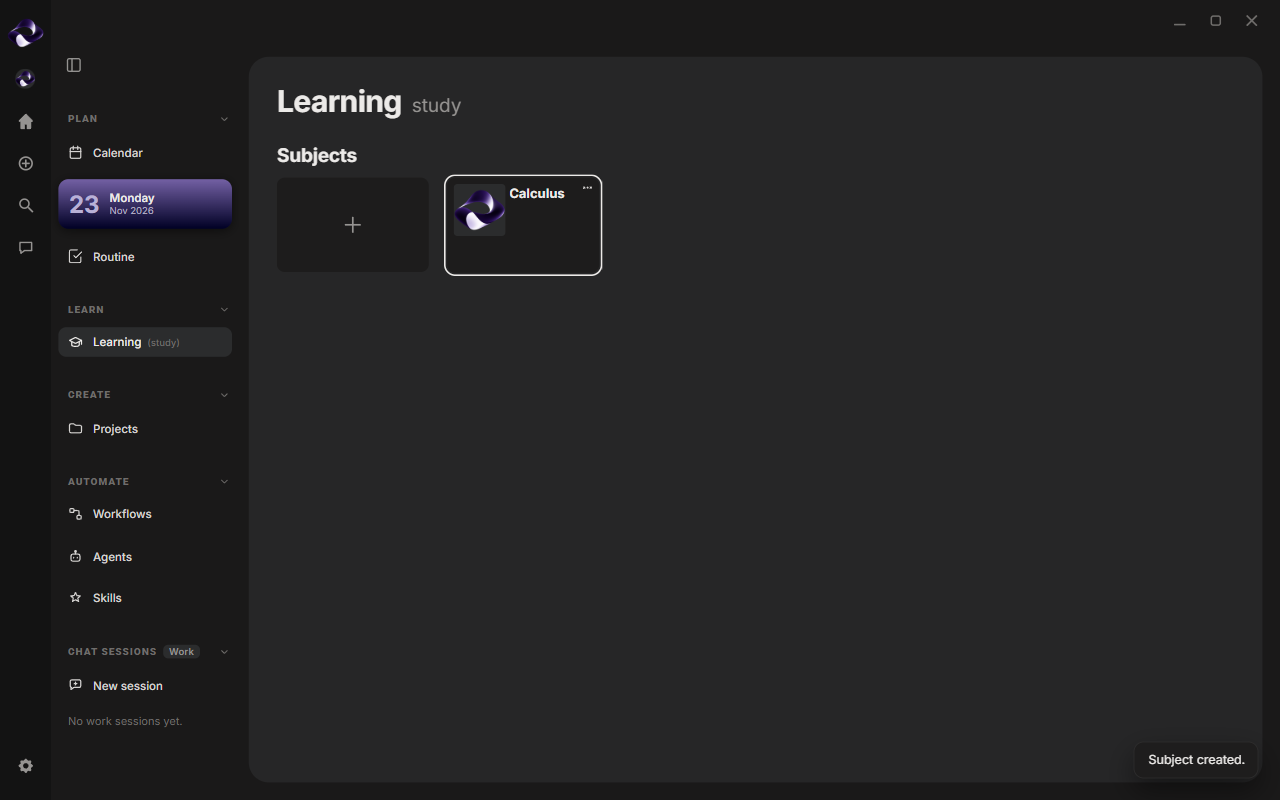 Learning study
Subjects
Calculus
PLAN
Calendar
23 Monday
Nov 2026
Routine
LEARN
Learning (study)
CREATE
Projects
AUTOMATE
Workflows
Agents
Skills
CHAT SESSIONS Work
New session
No work sessions yet.
Subject created.